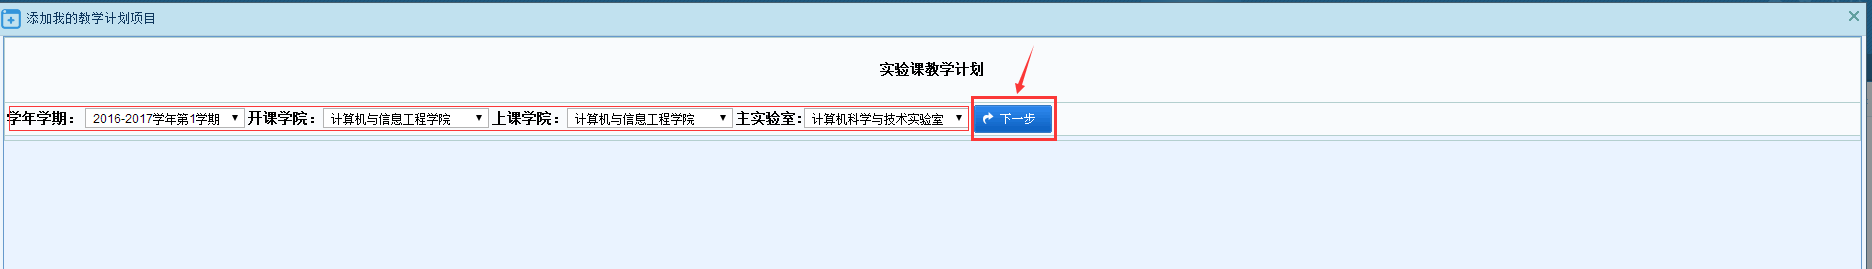 添加我的教学计划项目
实验课教学计划
学年学期： 2016-2017学年第1学期 开课学院： 计算机与信息工程学院 上课学院： 计算机与信息工程学院 主实验室： 计算机科学与技术实验室 下一步